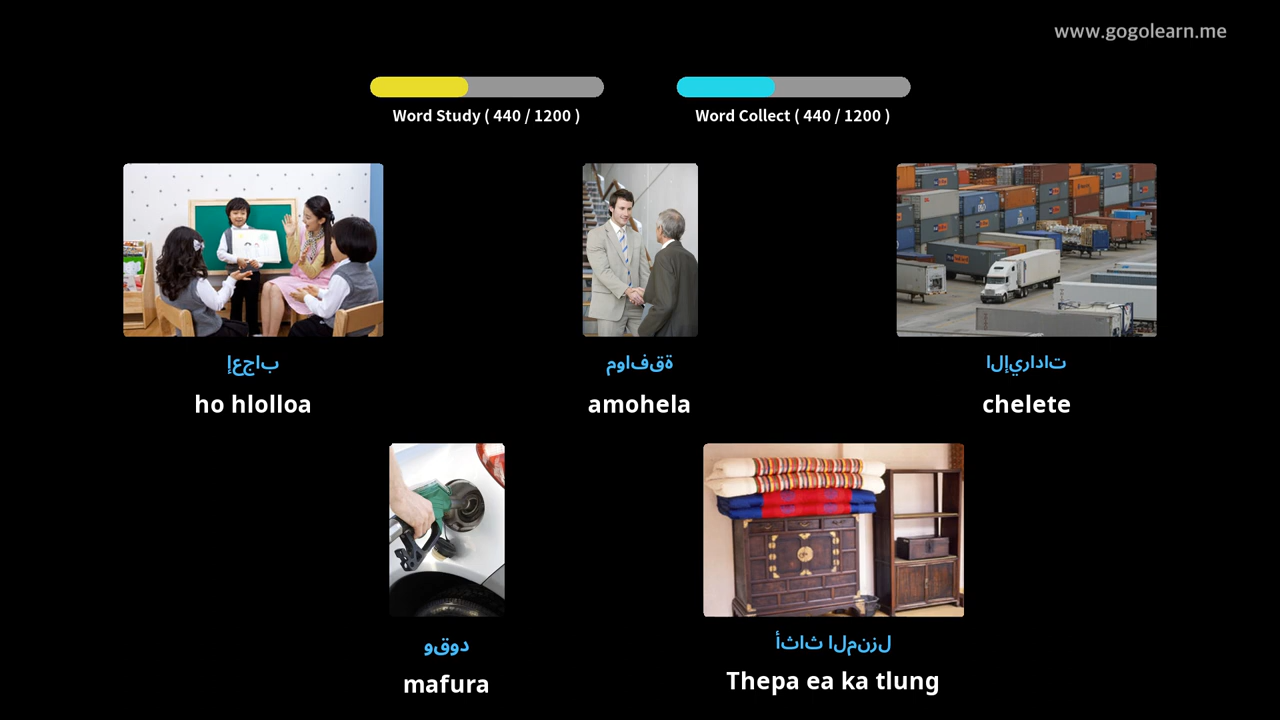 www.gogolearn.me
Word Study ( 440 / 1200 )
Word Collect ( 440 / 1200 )
إعجاب
موافقة
الإيرادات
ho hlolloa
amohela
chelete
وقود
أثاث المنزل
mafura
Thepa ea ka tlung